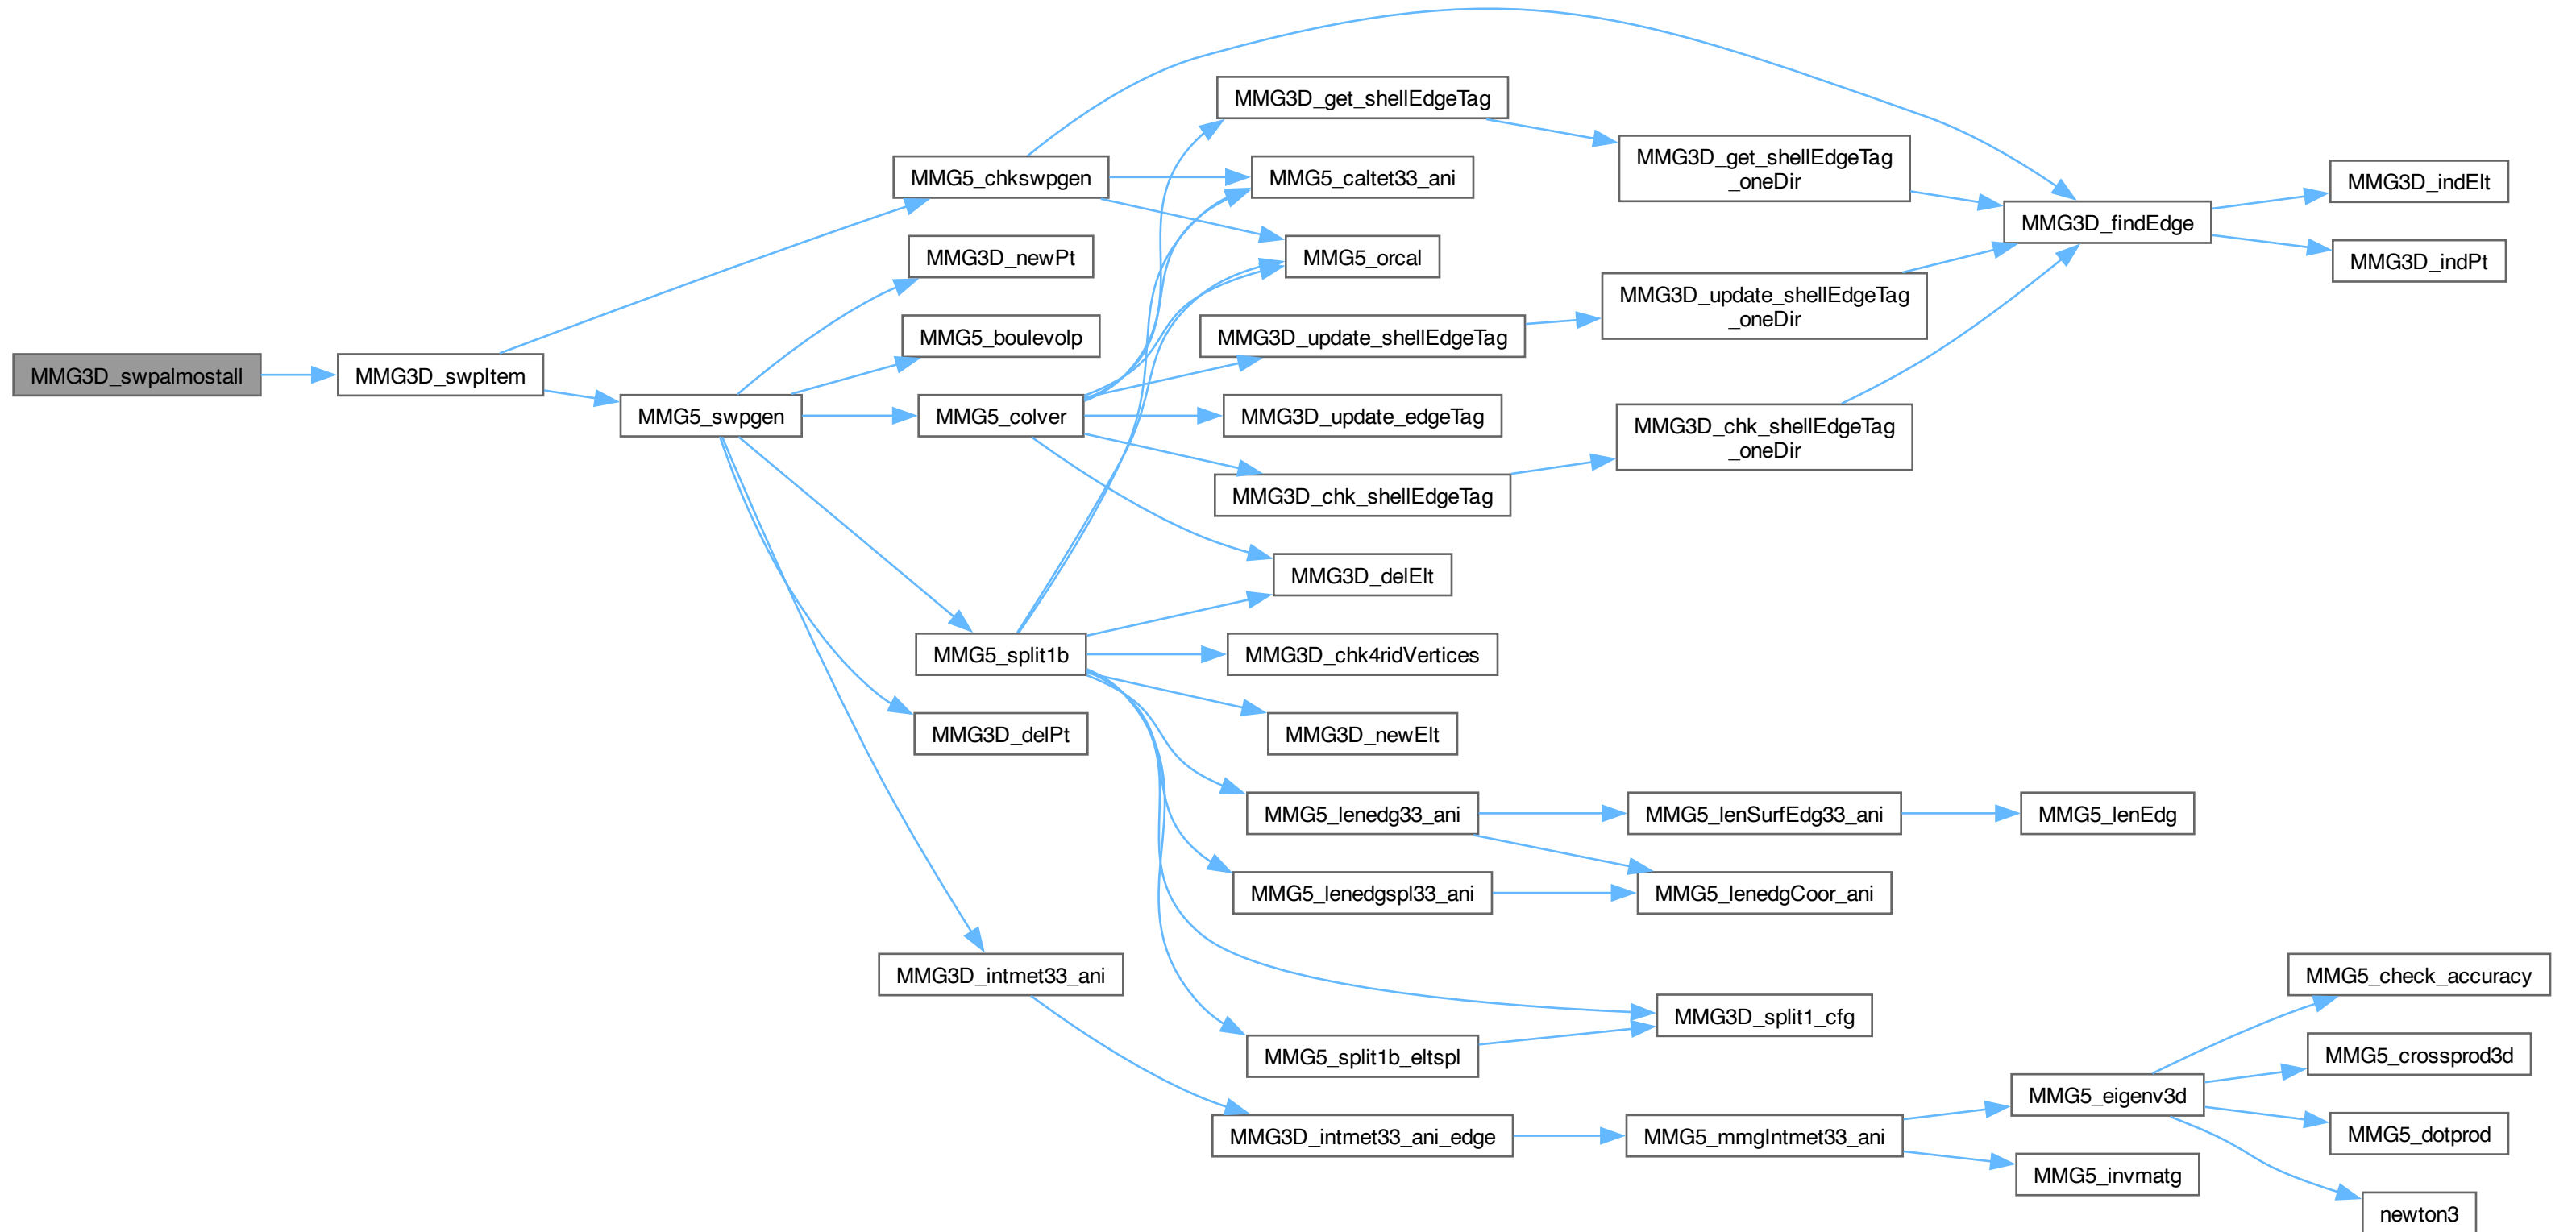 MMG3D_swpalmostall
MMG3D_swpItem
MMG5_swpgen
MMG5_chkswpgen
MMG3D_newPt
MMG5_boulevolp
MMG5_colver
MMG5_split1b
MMG3D_delPt
MMG3D_intmet33_ani
MMG3D_get_shellEdgeTag
MMG5_caltet33_ani
MMG5_orcal
MMG3D_update_shellEdgeTag
MMG3D_update_edgeTag
MMG3D_chk_shellEdgeTag
MMG3D_delElt
MMG3D_chk4ridVertices
MMG3D_newElt
MMG5_lenedg33_ani
MMG5_lenedgspl33_ani
MMG5_split1b_eltspl
MMG3D_intmet33_ani_edge
MMG3D_get_shellEdgeTag
_oneDir
MMG3D_update_shellEdgeTag
_oneDir
MMG3D_chk_shellEdgeTag
_oneDir
MMG5_lenSurfEdg33_ani
MMG5_lenedgCoor_ani
MMG3D_split1_cfg
MMG5_mmgIntmet33_ani
MMG3D_findEdge
MMG5_lenEdg
MMG5_eigenv3d
MMG5_invmatg
MMG3D_indElt
MMG3D_indPt
MMG5_check_accuracy
MMG5_crossprod3d
MMG5_dotprod
newton3